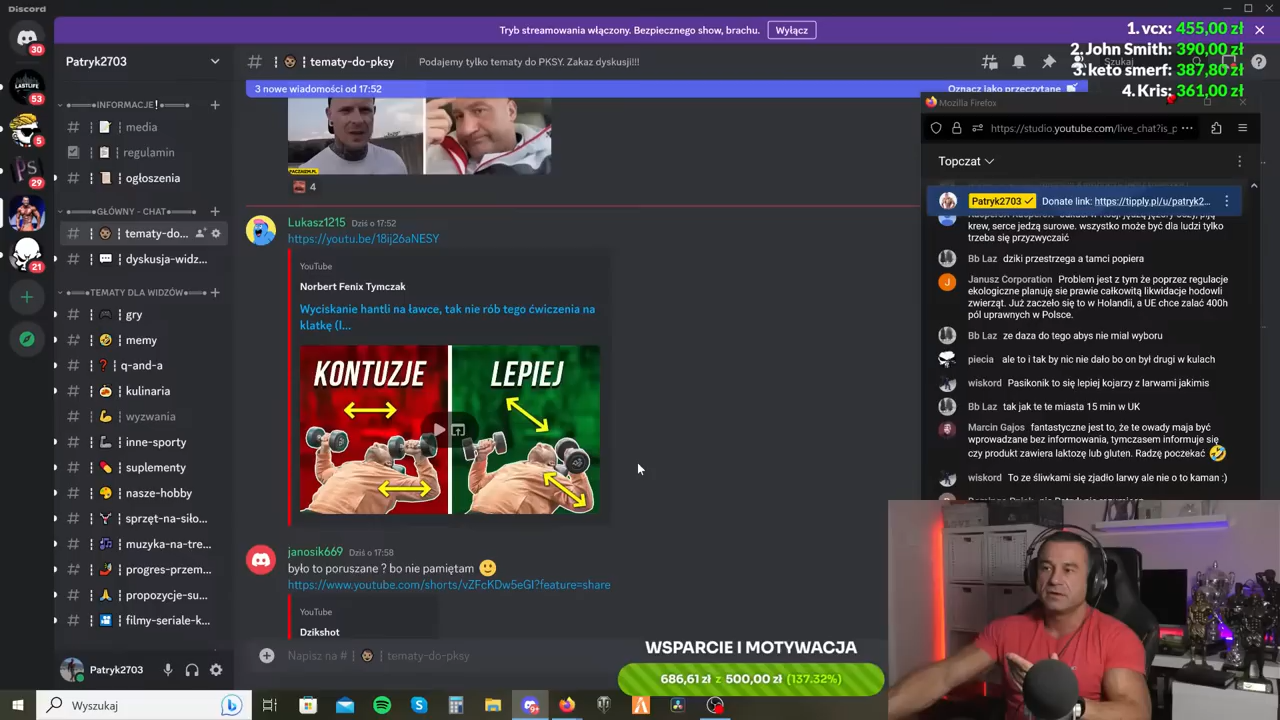 Discord
Tryb streamowania włączony. Bezpiecznego show, brachu.
Wyłącz
1. vcx: 455,00 zł
2. John Smith: 390,00 zł
3. keto smerf: 387,80 zł
4. Kris: 361,00 zł
30
LASTLIFE
53
5
PS
29
21
Patryk2703
INFORMACJE!
media
regulamin
ogłoszenia
GŁÓWNY - CHAT
tematy-do...
dyskusja-widz...
TEMATY DLA WIDZÓW
gry
memy
q-and-a
kulinaria
wyzwania
inne-sporty
suplementy
nasze-hobby
sprzęt-na-siło...
muzyka-na-tre...
progres-przem...
propozycje-su...
filmy-seriale-k...
Patryk2703
tematy-do-pksy
Podajemy tylko tematy do PKSY. Zakaz dyskusji!!!
Szukaj
3 nowe wiadomości od 17:52
Oznacz jako przeczytane
4
Lukasz1215 Dziś o 17:52
https://youtu.be/18ij26aNESY
YouTube
Norbert Fenix Tymczak
Wyciskanie hantli na ławce, tak nie rób tego ćwiczenia na
klatkę (I...
KONTUZJE
LEPIEJ
janosik669 Dziś o 17:58
było to poruszane ? bo nie pamiętam
https://www.youtube.com/shorts/vZFcKDw5eGI?feature=share
YouTube
Dzikshot
Napisz na # tematy-do-pksy
Mozilla Firefox
https://studio.youtube.com/live_chat?is_p
Topczat
Patryk2703 Donate link: https://tipply.pl/u/patryk2...
krew, serce jedzą surowe. wszystko może być dla ludzi tylko
trzeba się przyzwyczaić
Bb Laz dziki przestrzega a tamci popiera
Janusz Corporation Problem jest z tym że poprzez regulacje
ekologiczne planuję sie prawie całkowitą likwidacje hodowli
zwierząt. Już zaczeło się to w Holandii, a UE chce zalać 400h
pól uprawnych w Polsce.
Bb Laz ze daza do tego abys nie mial wyboru
piecia ale to i tak by nic nie dało bo on był drugi w kulach
wiskord Pasikonik to się lepiej kojarzy z larwami jakimis
Bb Laz tak jak te te miasta 15 min w UK
Marcin Gajos fantastyczne jest to, że te owady maja być
wprowadzane bez informowania, tymczasem informuje się
czy produkt zawiera laktozę lub gluten. Radzę poczekać
wiskord To ze śliwkami się zjadło larwy ale nie o to kaman :)
WSPARCIE I MOTYWACJA
686,61 zł z 500,00 zł (137.32%)
Wyszukaj